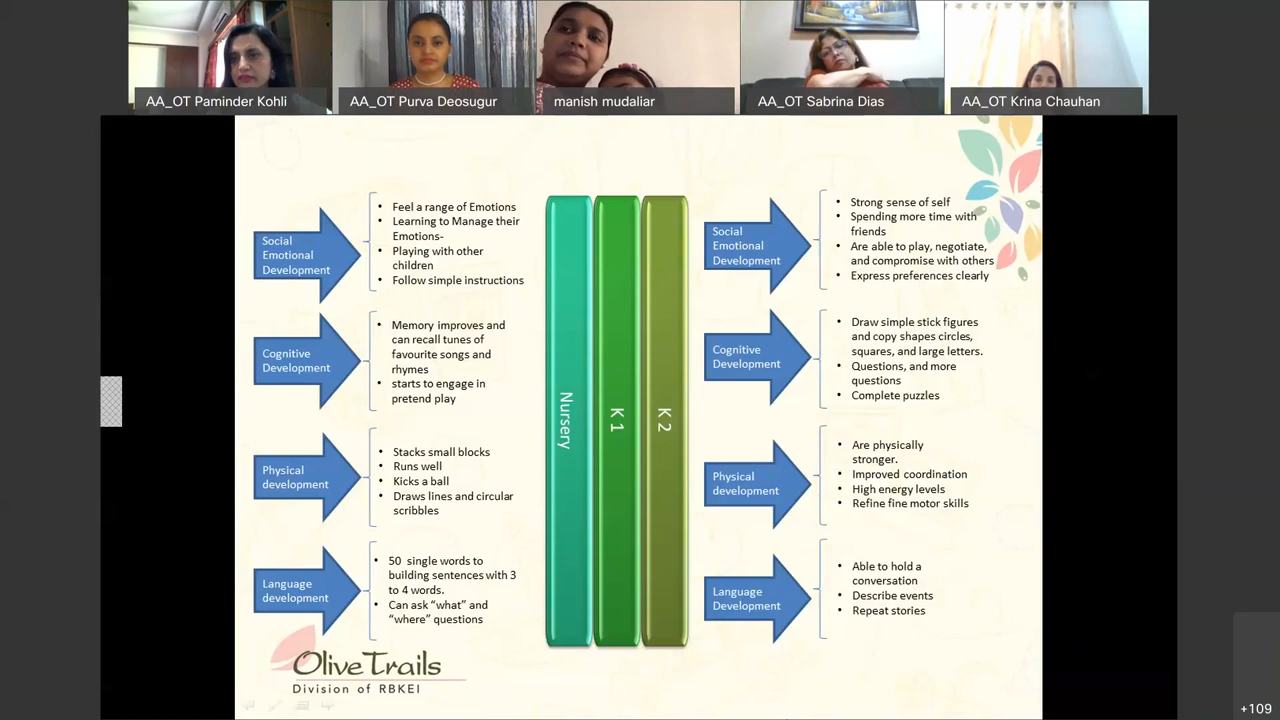 AA_OT Paminder Kohli
AA_OT Purva Deosugur
manish mudaliar
AA_OT Sabrina Dias
AA_OT Krina Chauhan
Social
Emotional
Development
• Feel a range of Emotions
• Learning to Manage their
Emotions-
• Playing with other
children
• Follow simple instructions
Cognitive
Development
• Memory improves and
can recall tunes of
favourite songs and
rhymes
• starts to engage in
pretend play
Physical
development
• Stacks small blocks
• Runs well
• Kicks a ball
• Draws lines and circular
scribbles
Language
development
• 50 single words to
building sentences with 3
to 4 words.
• Can ask “what” and
“where” questions
Nursery
K 1
K 2
Social
Emotional
Development
• Strong sense of self
• Spending more time with
friends
• Are able to play, negotiate,
and compromise with others
• Express preferences clearly
Cognitive
Development
• Draw simple stick figures
and copy shapes circles,
squares, and large letters.
• Questions, and more
questions
• Complete puzzles
Physical
development
• Are physically
stronger.
• Improved coordination
• High energy levels
• Refine fine motor skills
Language
Development
• Able to hold a
conversation
• Describe events
• Repeat stories
Olive Trails
Division of RBKEI
+109